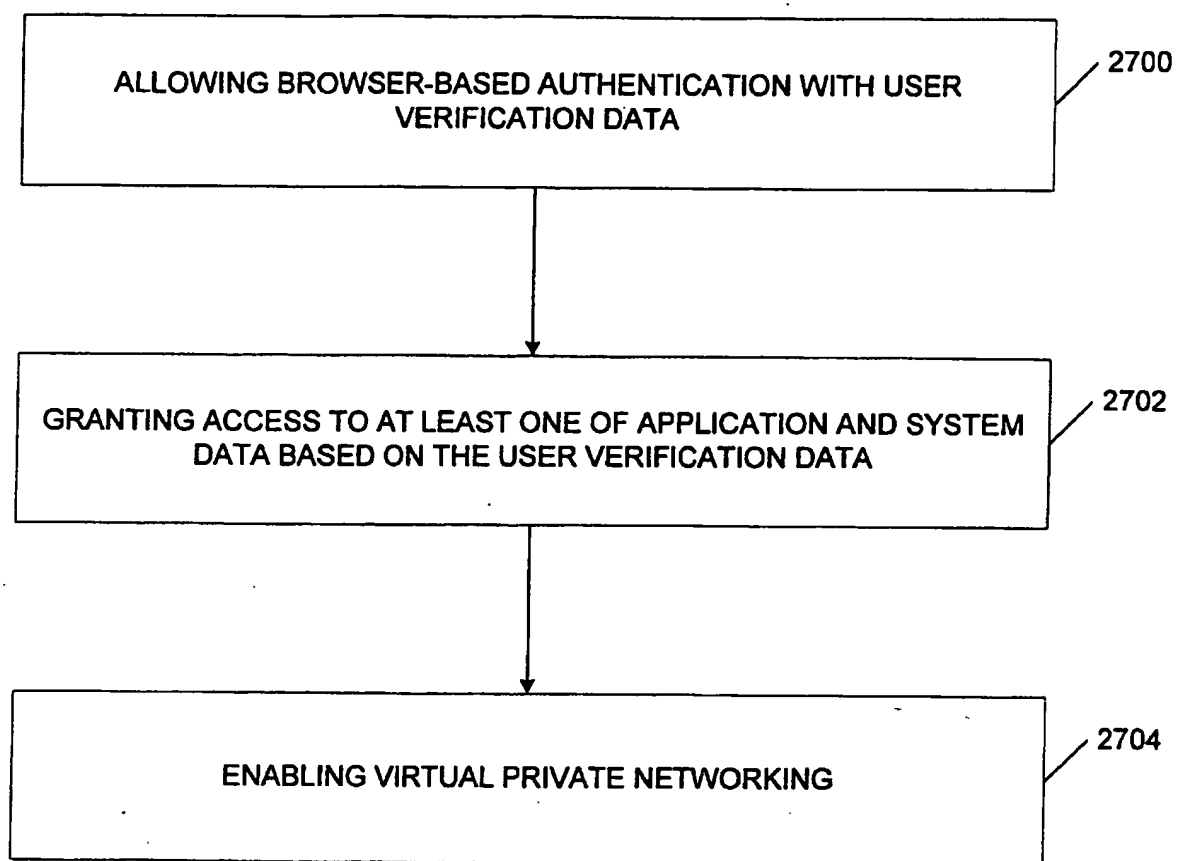 ALLOWING BROWSER-BASED AUTHENTICATION WITH USER
VERIFICATION DATA
2700
GRANTING ACCESS TO AT LEAST ONE OF APPLICATION AND SYSTEM
DATA BASED ON THE USER VERIFICATION DATA
2702
ENABLING VIRTUAL PRIVATE NETWORKING
2704